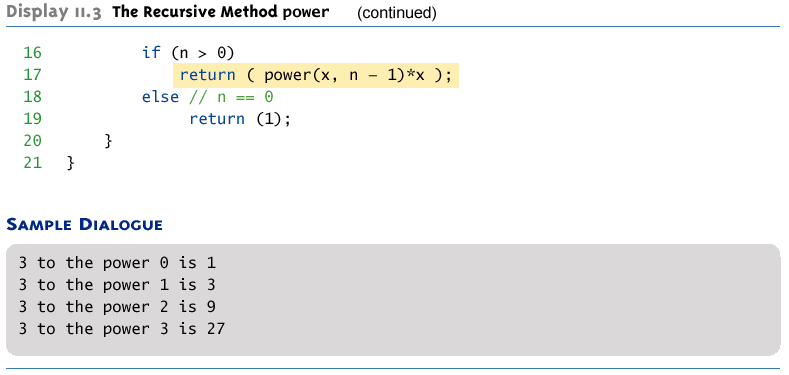 Display 11.3 The Recursive Method power (continued)
16 if (n > 0)
17 return ( power(x, n – 1)*x );
18 else // n == 0
19 return (1);
20 }
21 }
SAMPLE DIALOGUE
3 to the power 0 is 1
3 to the power 1 is 3
3 to the power 2 is 9
3 to the power 3 is 27